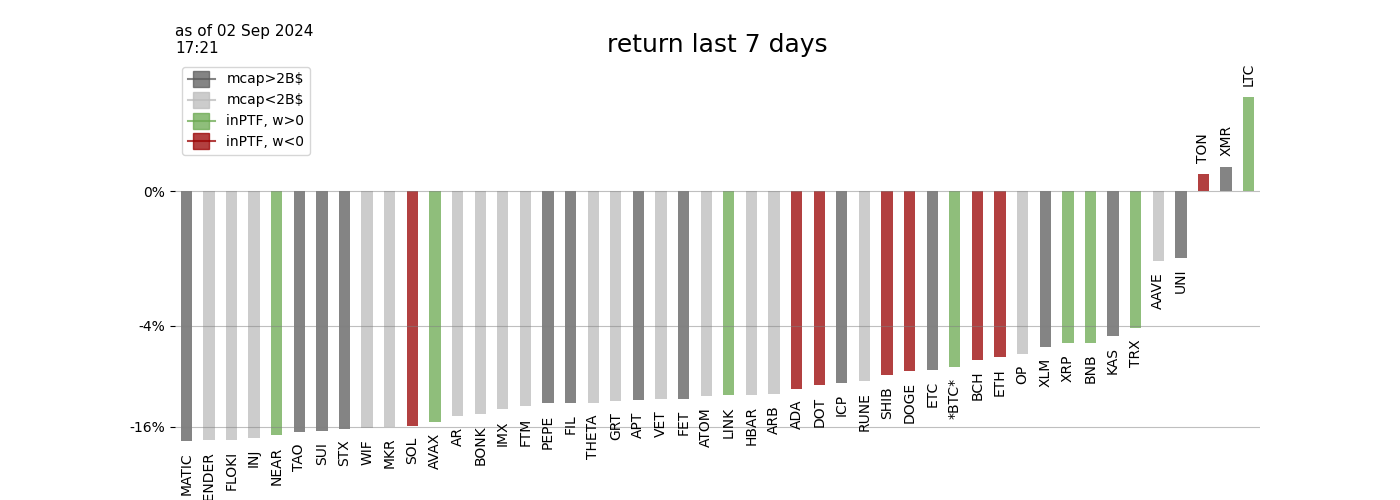 as of 02 Sep 2024
17:21
return last 7 days
mcap>2B$
mcap<2B$
inPTF, w>0
inPTF, w<0
0%
-4%
-16%
MATIC
ENDER
FLOKI
INJ
NEAR
TAO
SUI
STX
WIF
MKR
SOL
AVAX
AR
BONK
IMX
FTM
PEPE
FIL
THETA
GRT
APT
VET
FET
ATOM
LINK
HBAR
ARB
ADA
DOT
ICP
RUNE
SHIB
DOGE
ETC
*BTC*
BCH
ETH
OP
XLM
XRP
BNB
KAS
TRX
AAVE
UNI
TON
XMR
LTC